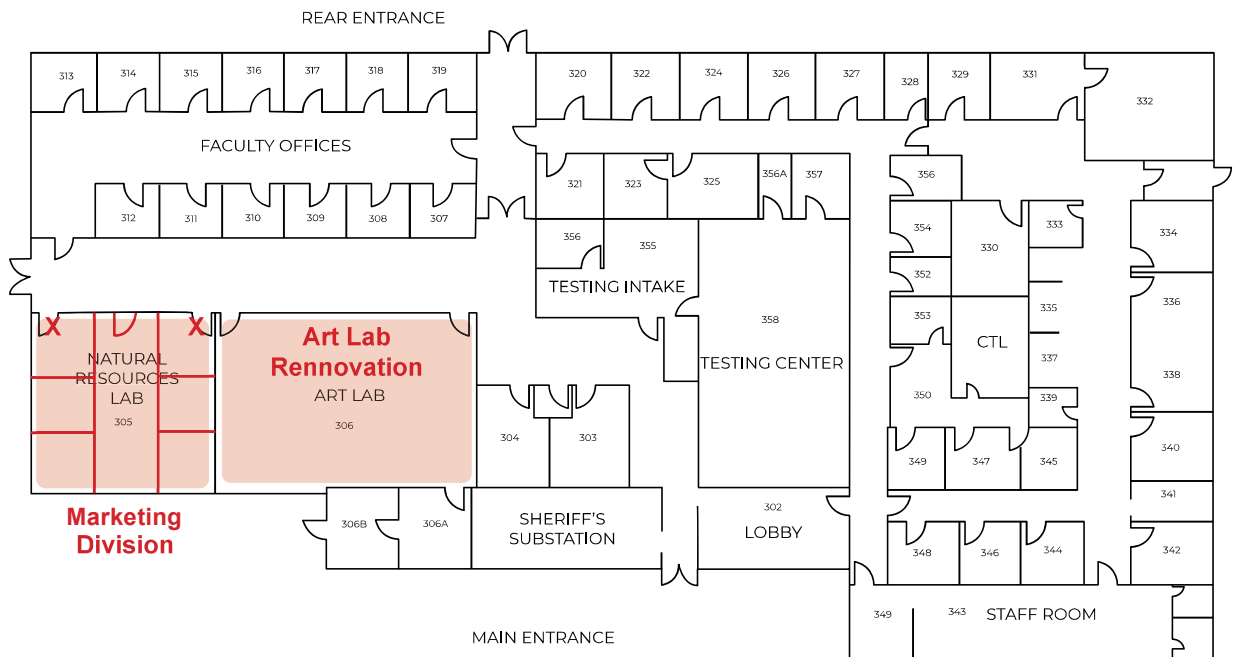 REAR ENTRANCE
313
314
315
316
317
318
319
320
322
324
326
327
328
329
331
332
FACULTY OFFICES
312
311
310
309
308
307
321
323
325
356A
357
356
354
352
353
350
330
333
334
335
336
337
338
339
CTL
356
355
TESTING INTAKE
358
TESTING CENTER
X
X
NATURAL
RESOURCES
LAB
305
Art Lab
Rennovation
ART LAB
306
304
303
349
347
345
340
341
342
Marketing
Division
306B
306A
SHERIFF'S
SUBSTATION
302
LOBBY
348
346
344
349
343
STAFF ROOM
MAIN ENTRANCE